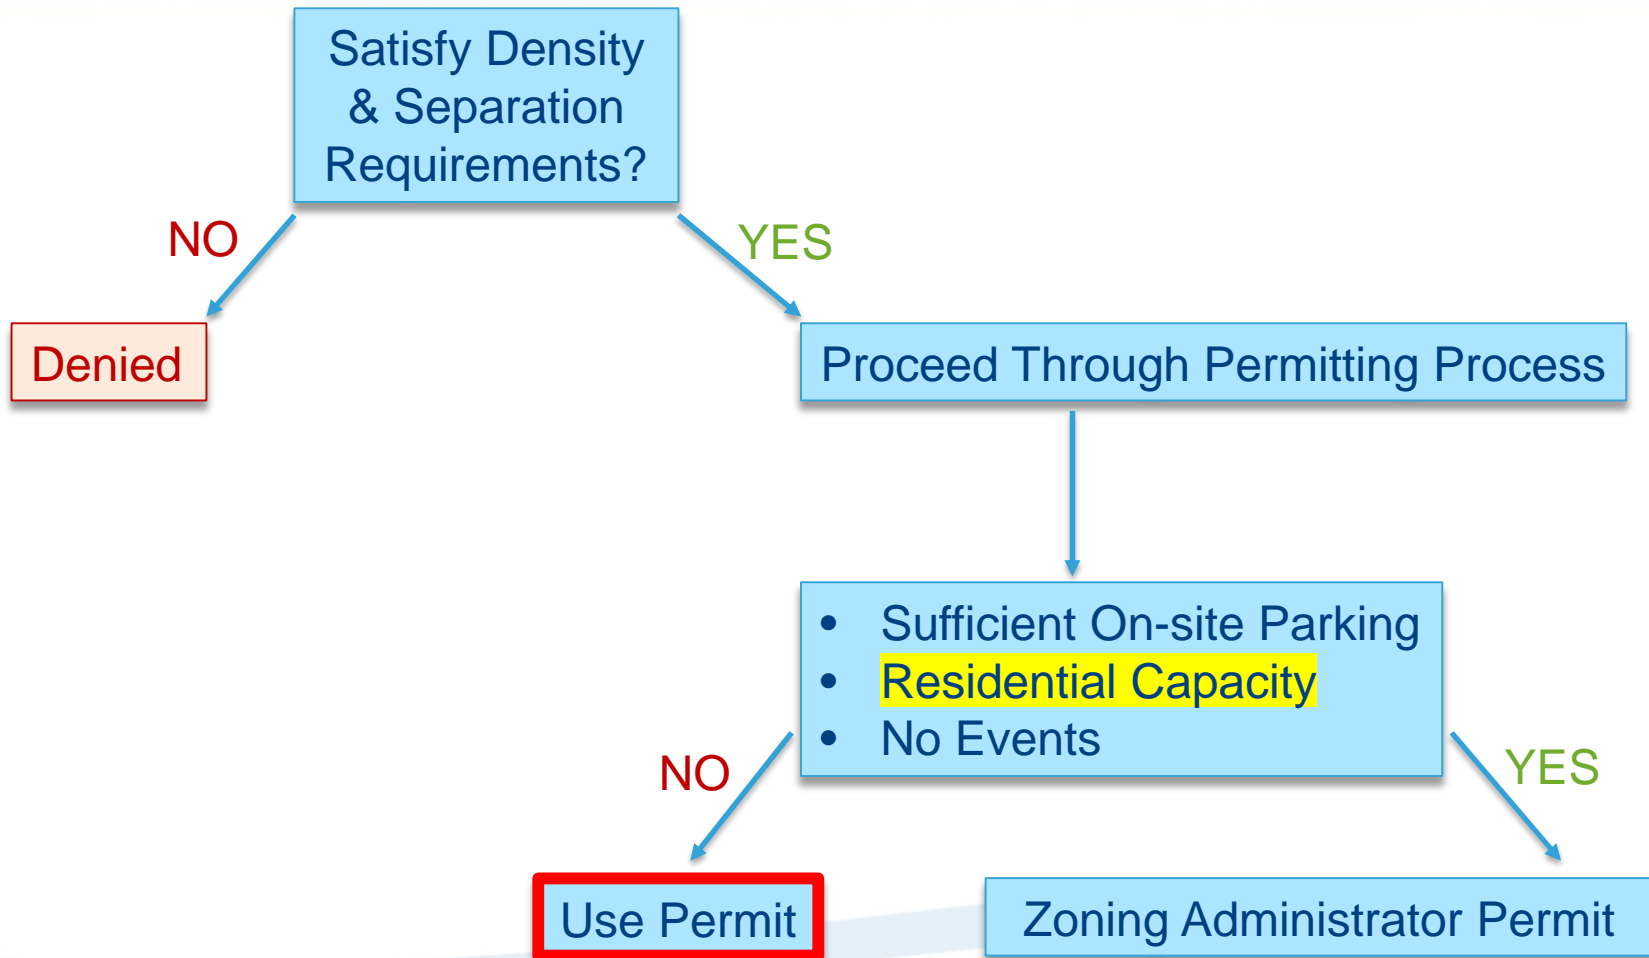 Satisfy Density
& Separation
Requirements?
NO
YES
Denied
Proceed Through Permitting Process
• Sufficient On-site Parking
• Residential Capacity
• No Events
NO
YES
Use Permit
Zoning Administrator Permit